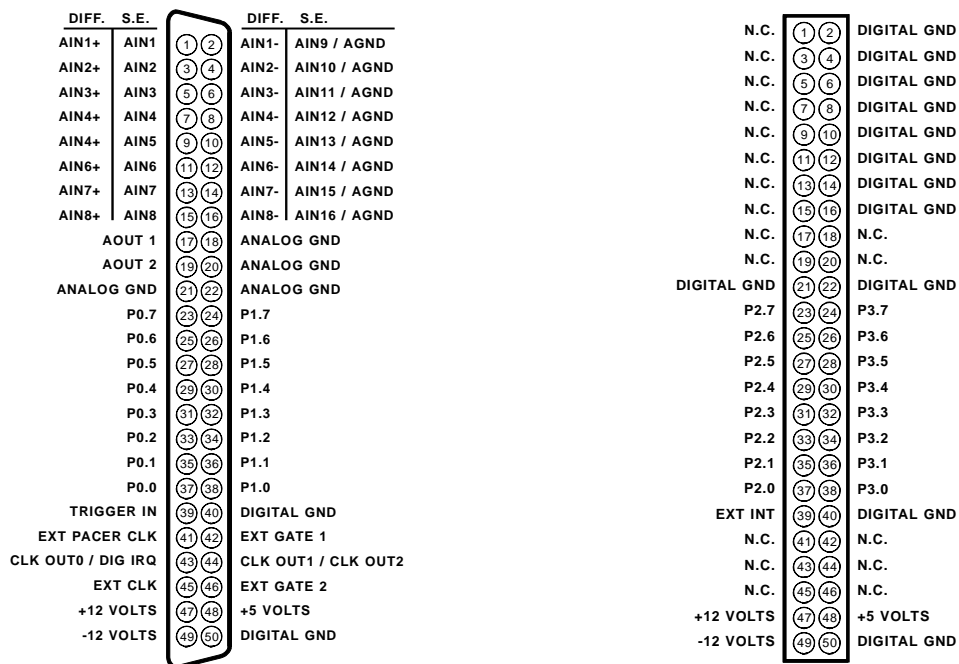 DIFF. S.E. DIFF. S.E.
AIN1+ AIN1 1 2 AIN1- AIN9 / AGND
AIN2+ AIN2 3 4 AIN2- AIN10 / AGND
AIN3+ AIN3 5 6 AIN3- AIN11 / AGND
AIN4+ AIN4 7 8 AIN4- AIN12 / AGND
AIN4+ AIN5 9 10 AIN5- AIN13 / AGND
AIN6+ AIN6 11 12 AIN6- AIN14 / AGND
AIN7+ AIN7 13 14 AIN7- AIN15 / AGND
AIN8+ AIN8 15 16 AIN8- AIN16 / AGND
AOUT 1 17 18 ANALOG GND
AOUT 2 19 20 ANALOG GND
ANALOG GND 21 22 ANALOG GND
P0.7 23 24 P1.7
P0.6 25 26 P1.6
P0.5 27 28 P1.5
P0.4 29 30 P1.4
P0.3 31 32 P1.3
P0.2 33 34 P1.2
P0.1 35 36 P1.1
P0.0 37 38 P1.0
TRIGGER IN 39 40 DIGITAL GND
EXT PACER CLK 41 42 EXT GATE 1
CLK OUT0 / DIG IRQ 43 44 CLK OUT1 / CLK OUT2
EXT CLK 45 46 EXT GATE 2
+12 VOLTS 47 48 +5 VOLTS
-12 VOLTS 49 50 DIGITAL GND
N.C. 1 2 DIGITAL GND
N.C. 3 4 DIGITAL GND
N.C. 5 6 DIGITAL GND
N.C. 7 8 DIGITAL GND
N.C. 9 10 DIGITAL GND
N.C. 11 12 DIGITAL GND
N.C. 13 14 DIGITAL GND
N.C. 15 16 DIGITAL GND
N.C. 17 18 N.C.
N.C. 19 20 N.C.
DIGITAL GND 21 22 DIGITAL GND
P2.7 23 24 P3.7
P2.6 25 26 P3.6
P2.5 27 28 P3.5
P2.4 29 30 P3.4
P2.3 31 32 P3.3
P2.2 33 34 P3.2
P2.1 35 36 P3.1
P2.0 37 38 P3.0
EXT INT 39 40 DIGITAL GND
N.C. 41 42 N.C.
N.C. 43 44 N.C.
N.C. 45 46 N.C.
+12 VOLTS 47 48 +5 VOLTS
-12 VOLTS 49 50 DIGITAL GND